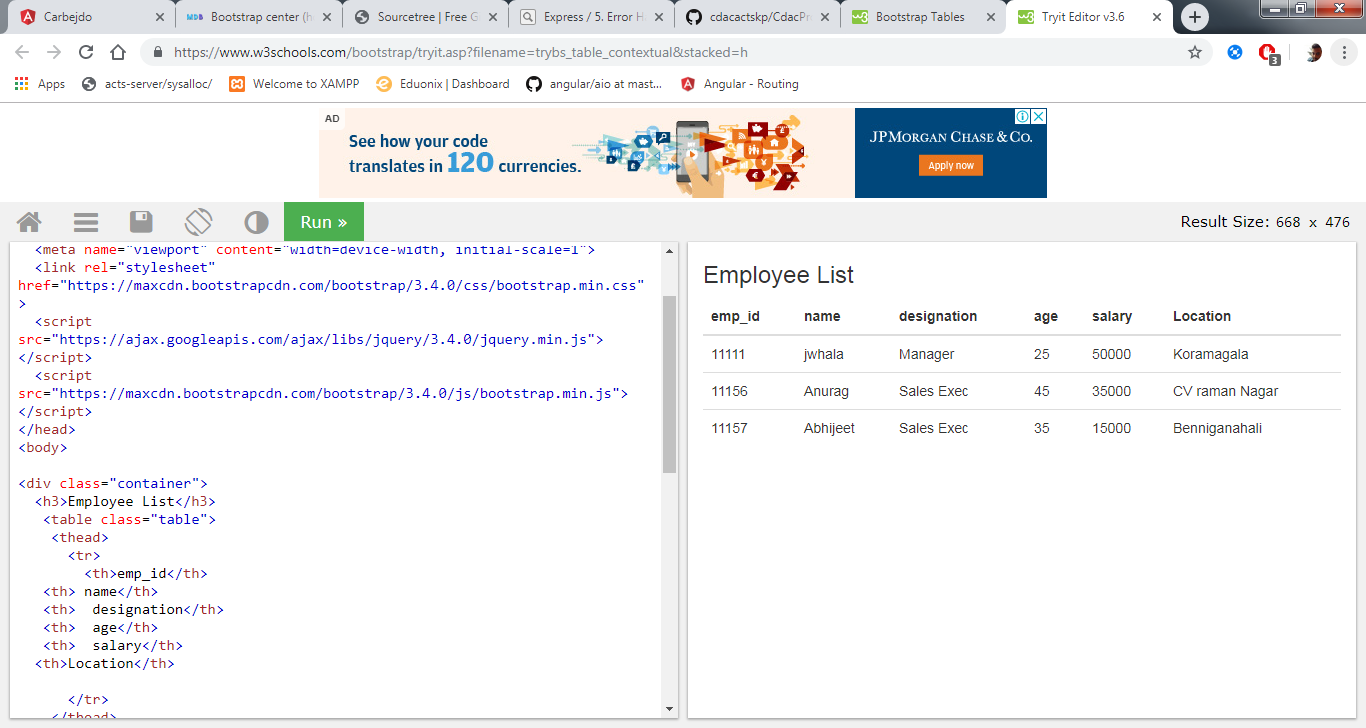 Carbejdo
Bootstrap center (h
Sourcetree | Free G
Express / 5. Error H
cdacactskp/CdacPr
Bootstrap Tables
Tryit Editor v3.6
https://www.w3schools.com/bootstrap/tryit.asp?filename=trybs_table_contextual&stacked=h
3
Apps
acts-server/sysalloc/
Welcome to XAMPP
Eduonix | Dashboard
angular/aio at mast...
Angular - Routing
AD
See how your code
translates in 120 currencies.
JPMORGAN CHASE & CO.
Apply now
Run »
Result Size: 668 x 476
<meta name="viewport" content="width=device-width, initial-scale=1">
<link rel="stylesheet"
href="https://maxcdn.bootstrapcdn.com/bootstrap/3.4.0/css/bootstrap.min.css"
>
<script
src="https://ajax.googleapis.com/ajax/libs/jquery/3.4.0/jquery.min.js">
</script>
<script
src="https://maxcdn.bootstrapcdn.com/bootstrap/3.4.0/js/bootstrap.min.js">
</script>
</head>
<body>
<div class="container">
<h3>Employee List</h3>
<table class="table">
<thead>
<tr>
<th>emp_id</th>
<th> name</th>
<th>  designation</th>
<th>  age</th>
<th>  salary</th>
<th>Location</th>
</tr>
</thead>
Employee List
emp_id name designation age salary Location
11111 jwhala Manager 25 50000 Koramagala
11156 Anurag Sales Exec 45 35000 CV raman Nagar
11157 Abhijeet Sales Exec 35 15000 Benniganahali